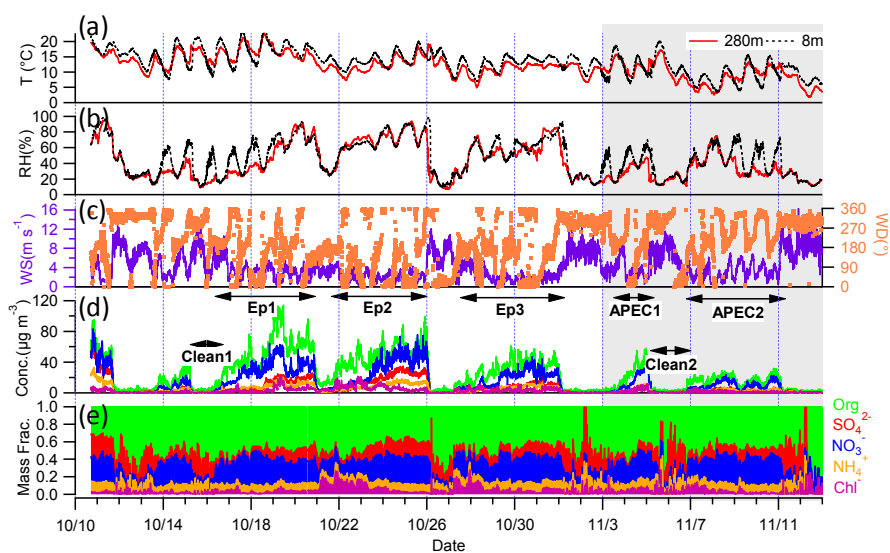 (a)
20
15
10
5
0
T (°C)
280m 8m
(b)
100
80
60
40
20
0
RH(%)
(c)
16
12
8
4
0
WS(m s-1)
360
270
180
90
0
WD(°)
(d)
120
80
40
0
Conc.(µg m-3)
Ep1
Ep2
Ep3
APEC1
APEC2
Clean1
Clean2
(e)
1.0
0.8
0.6
0.4
0.2
0.0
Mass Frac.
Org
SO42-
NO3-
NH4+
Chl-
10/10 10/14 10/18 10/22 10/26 10/30 11/3 11/7 11/11
Date